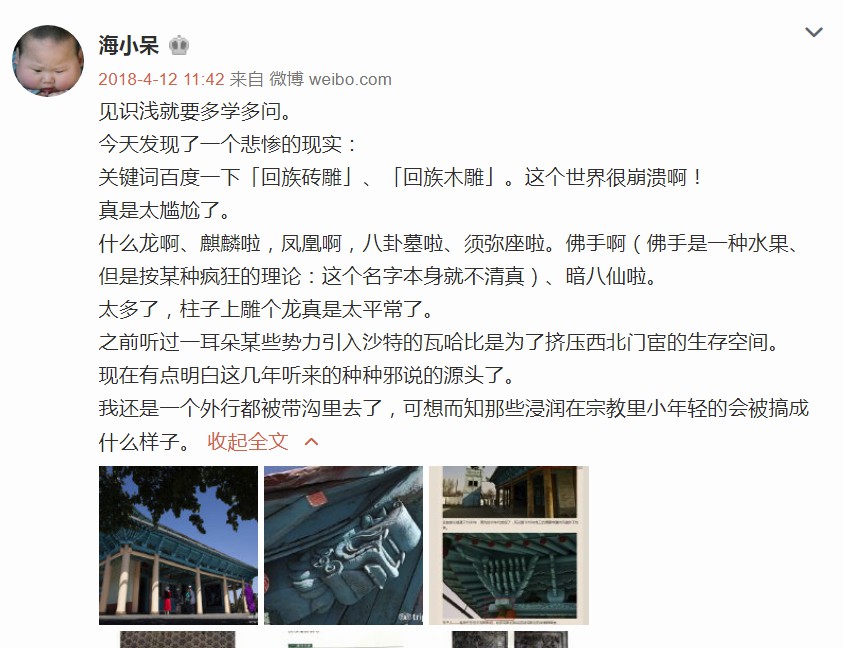 海小呆
2018-4-12 11:42 来自 微博 weibo.com
见识浅就要多学多问。
今天发现了一个悲惨的现实：
关键词百度一下「回族砖雕」、「回族木雕」。这个世界很崩溃啊！
真是太尴尬了。
什么龙啊、麒麟啦，凤凰啊，八卦墓啦、须弥座啦。佛手啊（佛手是一种水果、
但是按某种疯狂的理论：这个名字本身就不清真）、暗八仙啦。
太多了，柱子上雕个龙真是太平常了。
之前听过一耳朵某些势力引入沙特的瓦哈比是为了挤压西北门宦的生存空间。
现在有点明白这几年听来的种种邪说的源头了。
我还是一个外行都被带沟里去了，可想而知那些浸润在宗教里小年轻的会被搞成
什么样子。 收起全文